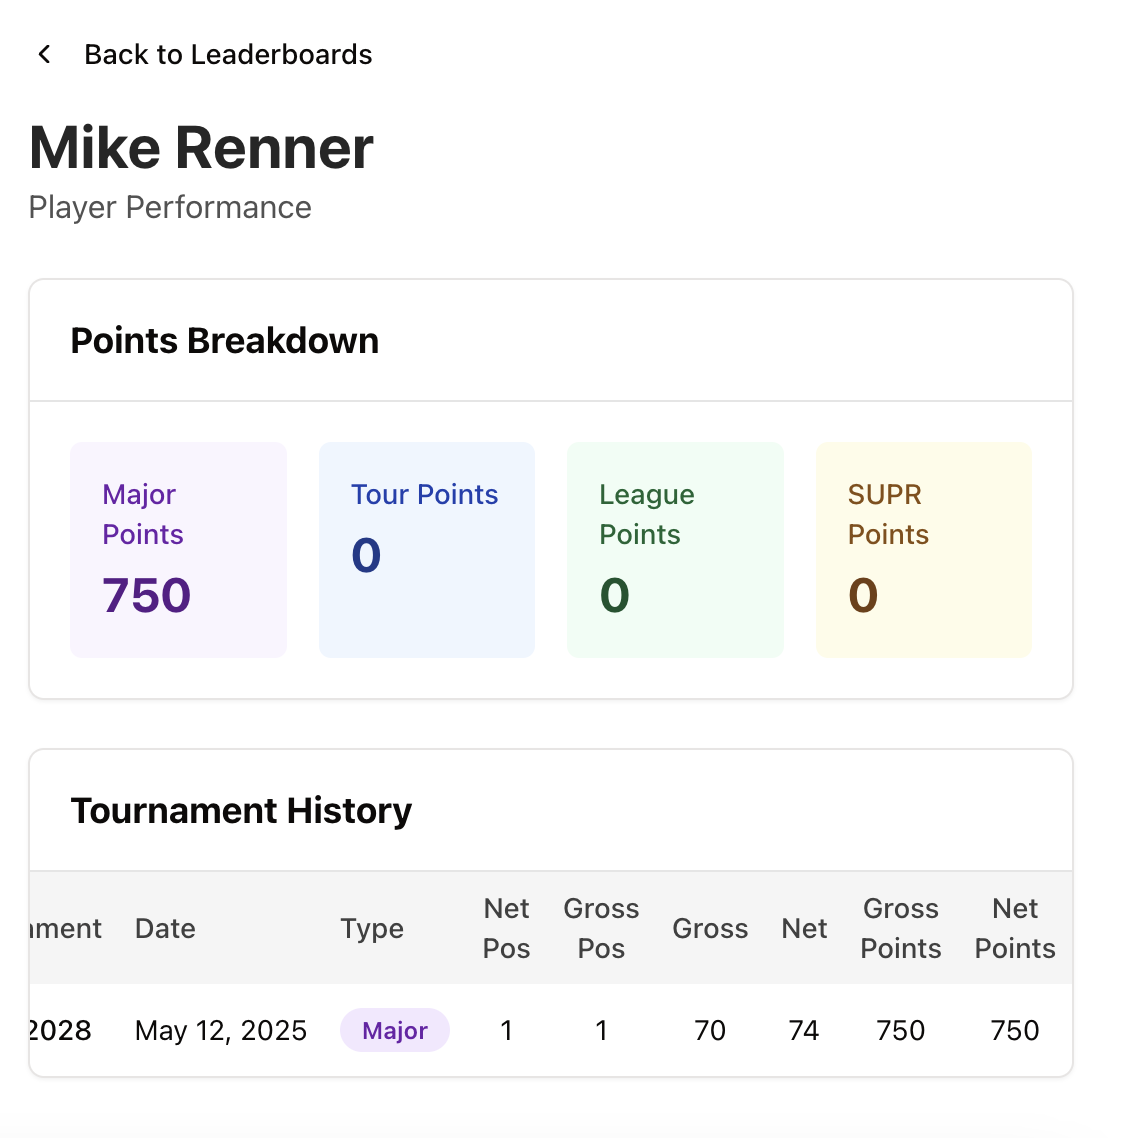 Back to Leaderboards
Mike Renner
Player Performance
Points Breakdown
Major
Points
750
Tour Points
0
League
Points
0
SUPR
Points
0
Tournament History
Date Type Net Pos Gross Pos Gross Net Gross Points Net Points
2028 May 12, 2025 Major 1 1 70 74 750 750